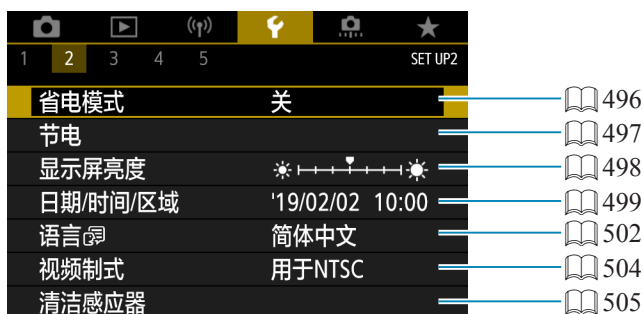 1 2 3 4 5 SET UP2
省电模式 关 496
节电 497
显示屏亮度 498
日期/时间/区域 '19/02/02 10:00 499
语言 简体中文 502
视频制式 用于NTSC 504
清洁感应器 505